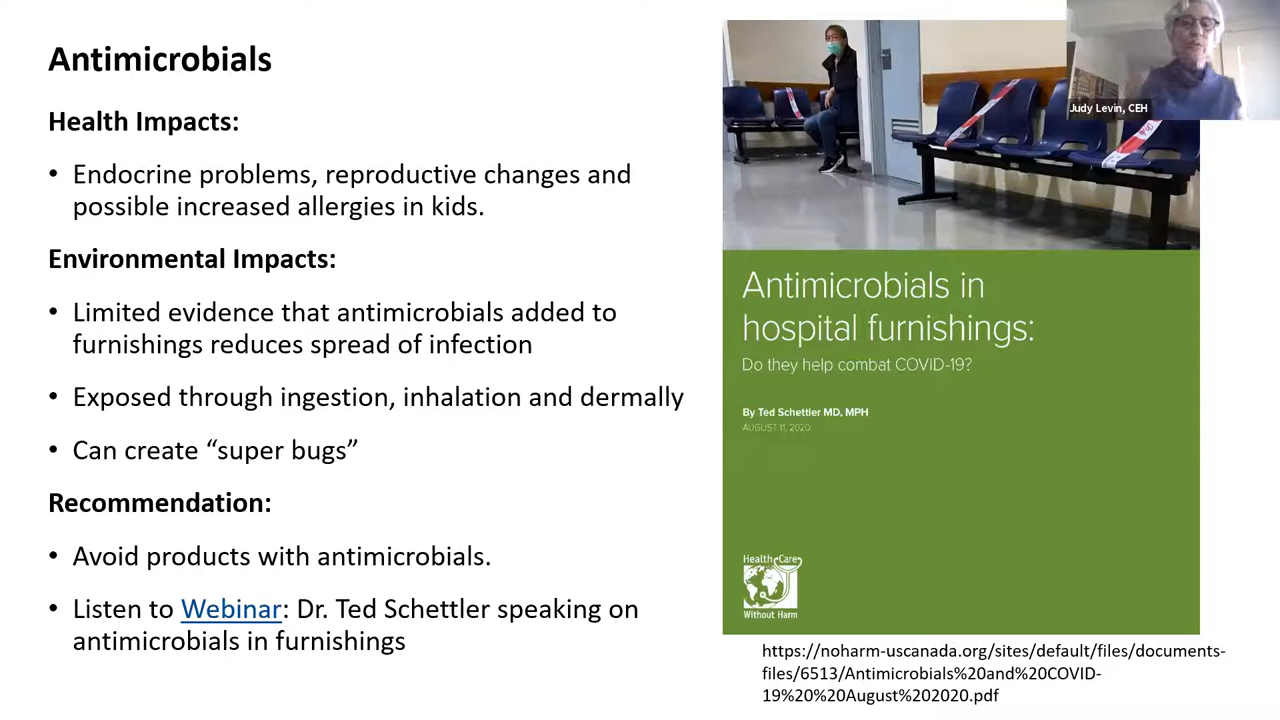 Antimicrobials
Health Impacts:
• Endocrine problems, reproductive changes and
possible increased allergies in kids.
Environmental Impacts:
• Limited evidence that antimicrobials added to
furnishings reduces spread of infection
• Exposed through ingestion, inhalation and dermally
• Can create “super bugs”
Recommendation:
• Avoid products with antimicrobials.
• Listen to Webinar: Dr. Ted Schettler speaking on
antimicrobials in furnishings
Judy Levin, CEH
Antimicrobials in
hospital furnishings:
Do they help combat COVID-19?
By Ted Schettler MD, MPH
AUGUST 11, 2020
Health Care
Without Harm
https://noharm-uscanada.org/sites/default/files/documents-
files/6513/Antimicrobials%20and%20COVID-
19%20%20August%202020.pdf